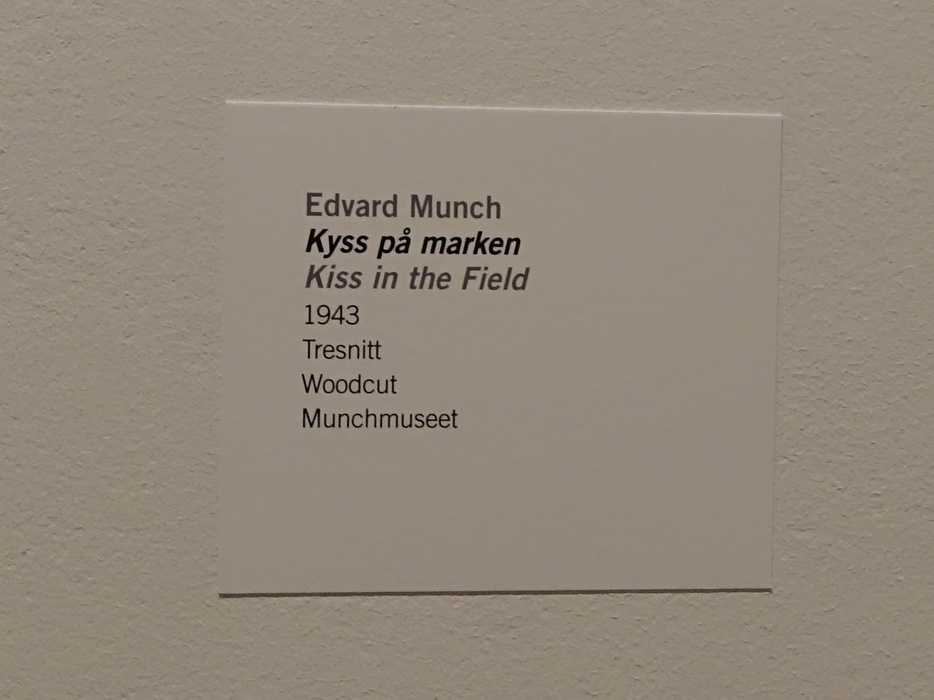 Edvard Munch
Kyss på marken
Kiss in the Field
1943
Tresnitt
Woodcut
Munchmuseet